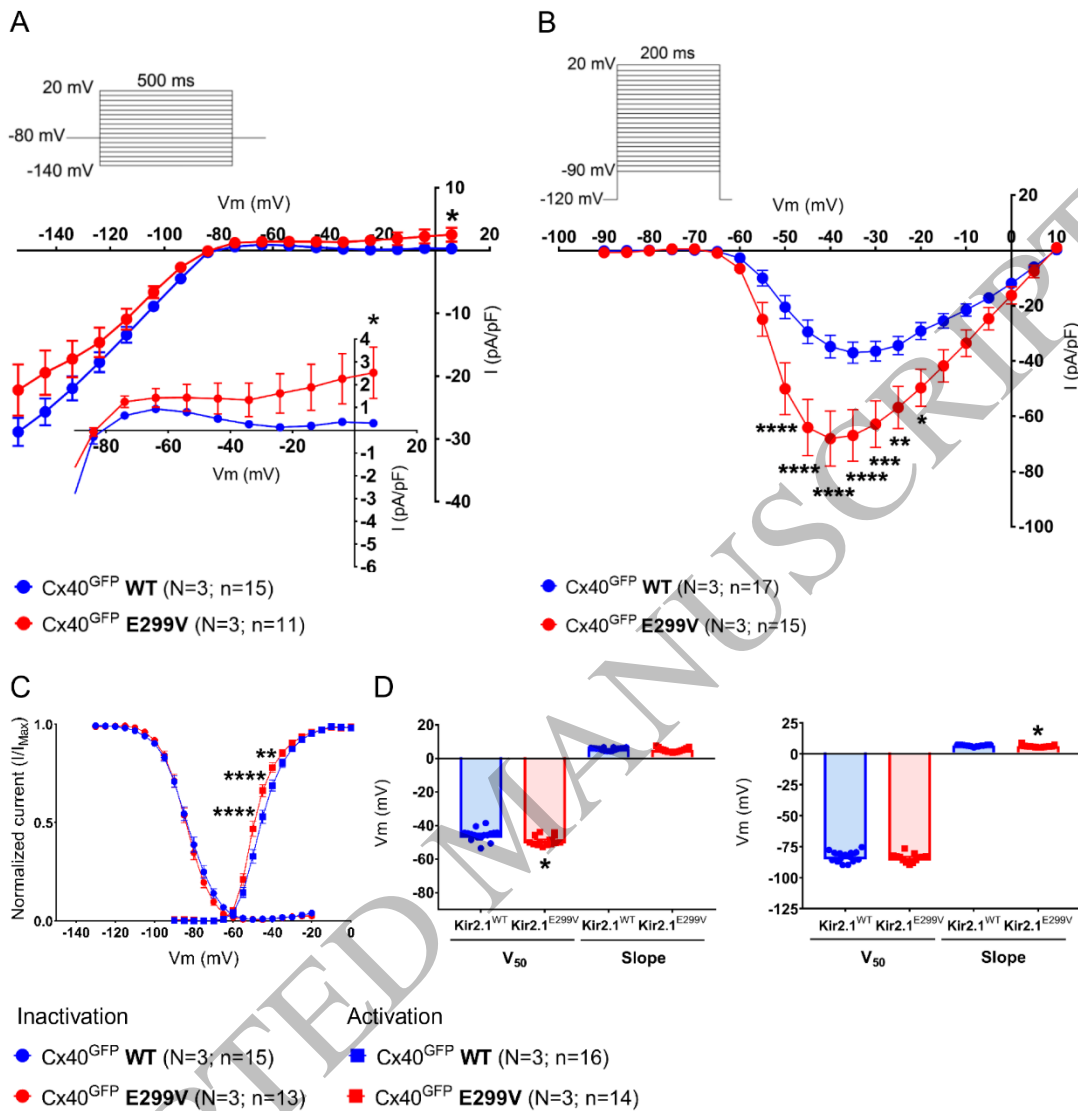 A
20 mV
500 ms
-80 mV
-140 mV
Vm (mV)
-140 -120 -100 -80 -60 -40 -20 20
10
*
-10
-20
-30
-40
I (pA/pF)
4
3
2
1
-1
-2
-3
-4
-5
-6
*
-80 -60 -40 -20 20
Vm (mV)
I (pA/pF)
Cx40GFP WT (N=3; n=15)
Cx40GFP E299V (N=3; n=11)
B
200 ms
20 mV
-90 mV
-120 mV
Vm (mV)
-100 -90 -80 -70 -60 -50 -40 -30 -20 -10 0 10
20
-20
-40
-60
-80
-100
I (pA/pF)
****
****
****
****
***
**
*
Cx40GFP WT (N=3; n=17)
Cx40GFP E299V (N=3; n=15)
C
Normalized current (I/IMax)
1.0
0.5
0.0
**
****
****
-140 -120 -100 -80 -60 -40 -20 0
Vm (mV)
Inactivation
Cx40GFP WT (N=3; n=15)
Cx40GFP E299V (N=3; n=13)
Activation
Cx40GFP WT (N=3; n=16)
Cx40GFP E299V (N=3; n=14)
D
Vm (mV)
20
0
-20
-40
-60
-80
*
Kir2.1WT Kir2.1E299V Kir2.1WT Kir2.1E299V
V50 Slope
Vm (mV)
25
0
-25
-50
-75
-100
-125
*
Kir2.1WT Kir2.1E299V Kir2.1WT Kir2.1E299V
V50 Slope
PTED MANUSCRIPT